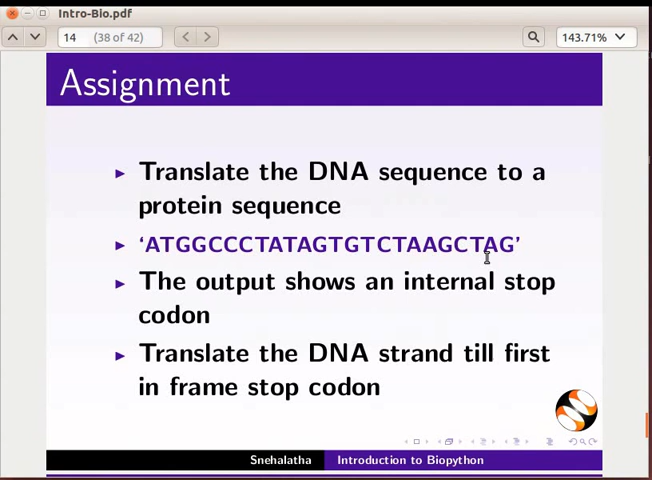 Intro-Bio.pdf
14 (38 of 42) 143.71%
Assignment
Translate the DNA sequence to a
protein sequence
‘ATGGCCCTATAGTGTCTAAGCTAG’
The output shows an internal stop
codon
Translate the DNA strand till first
in frame stop codon
Snehalatha Introduction to Biopython